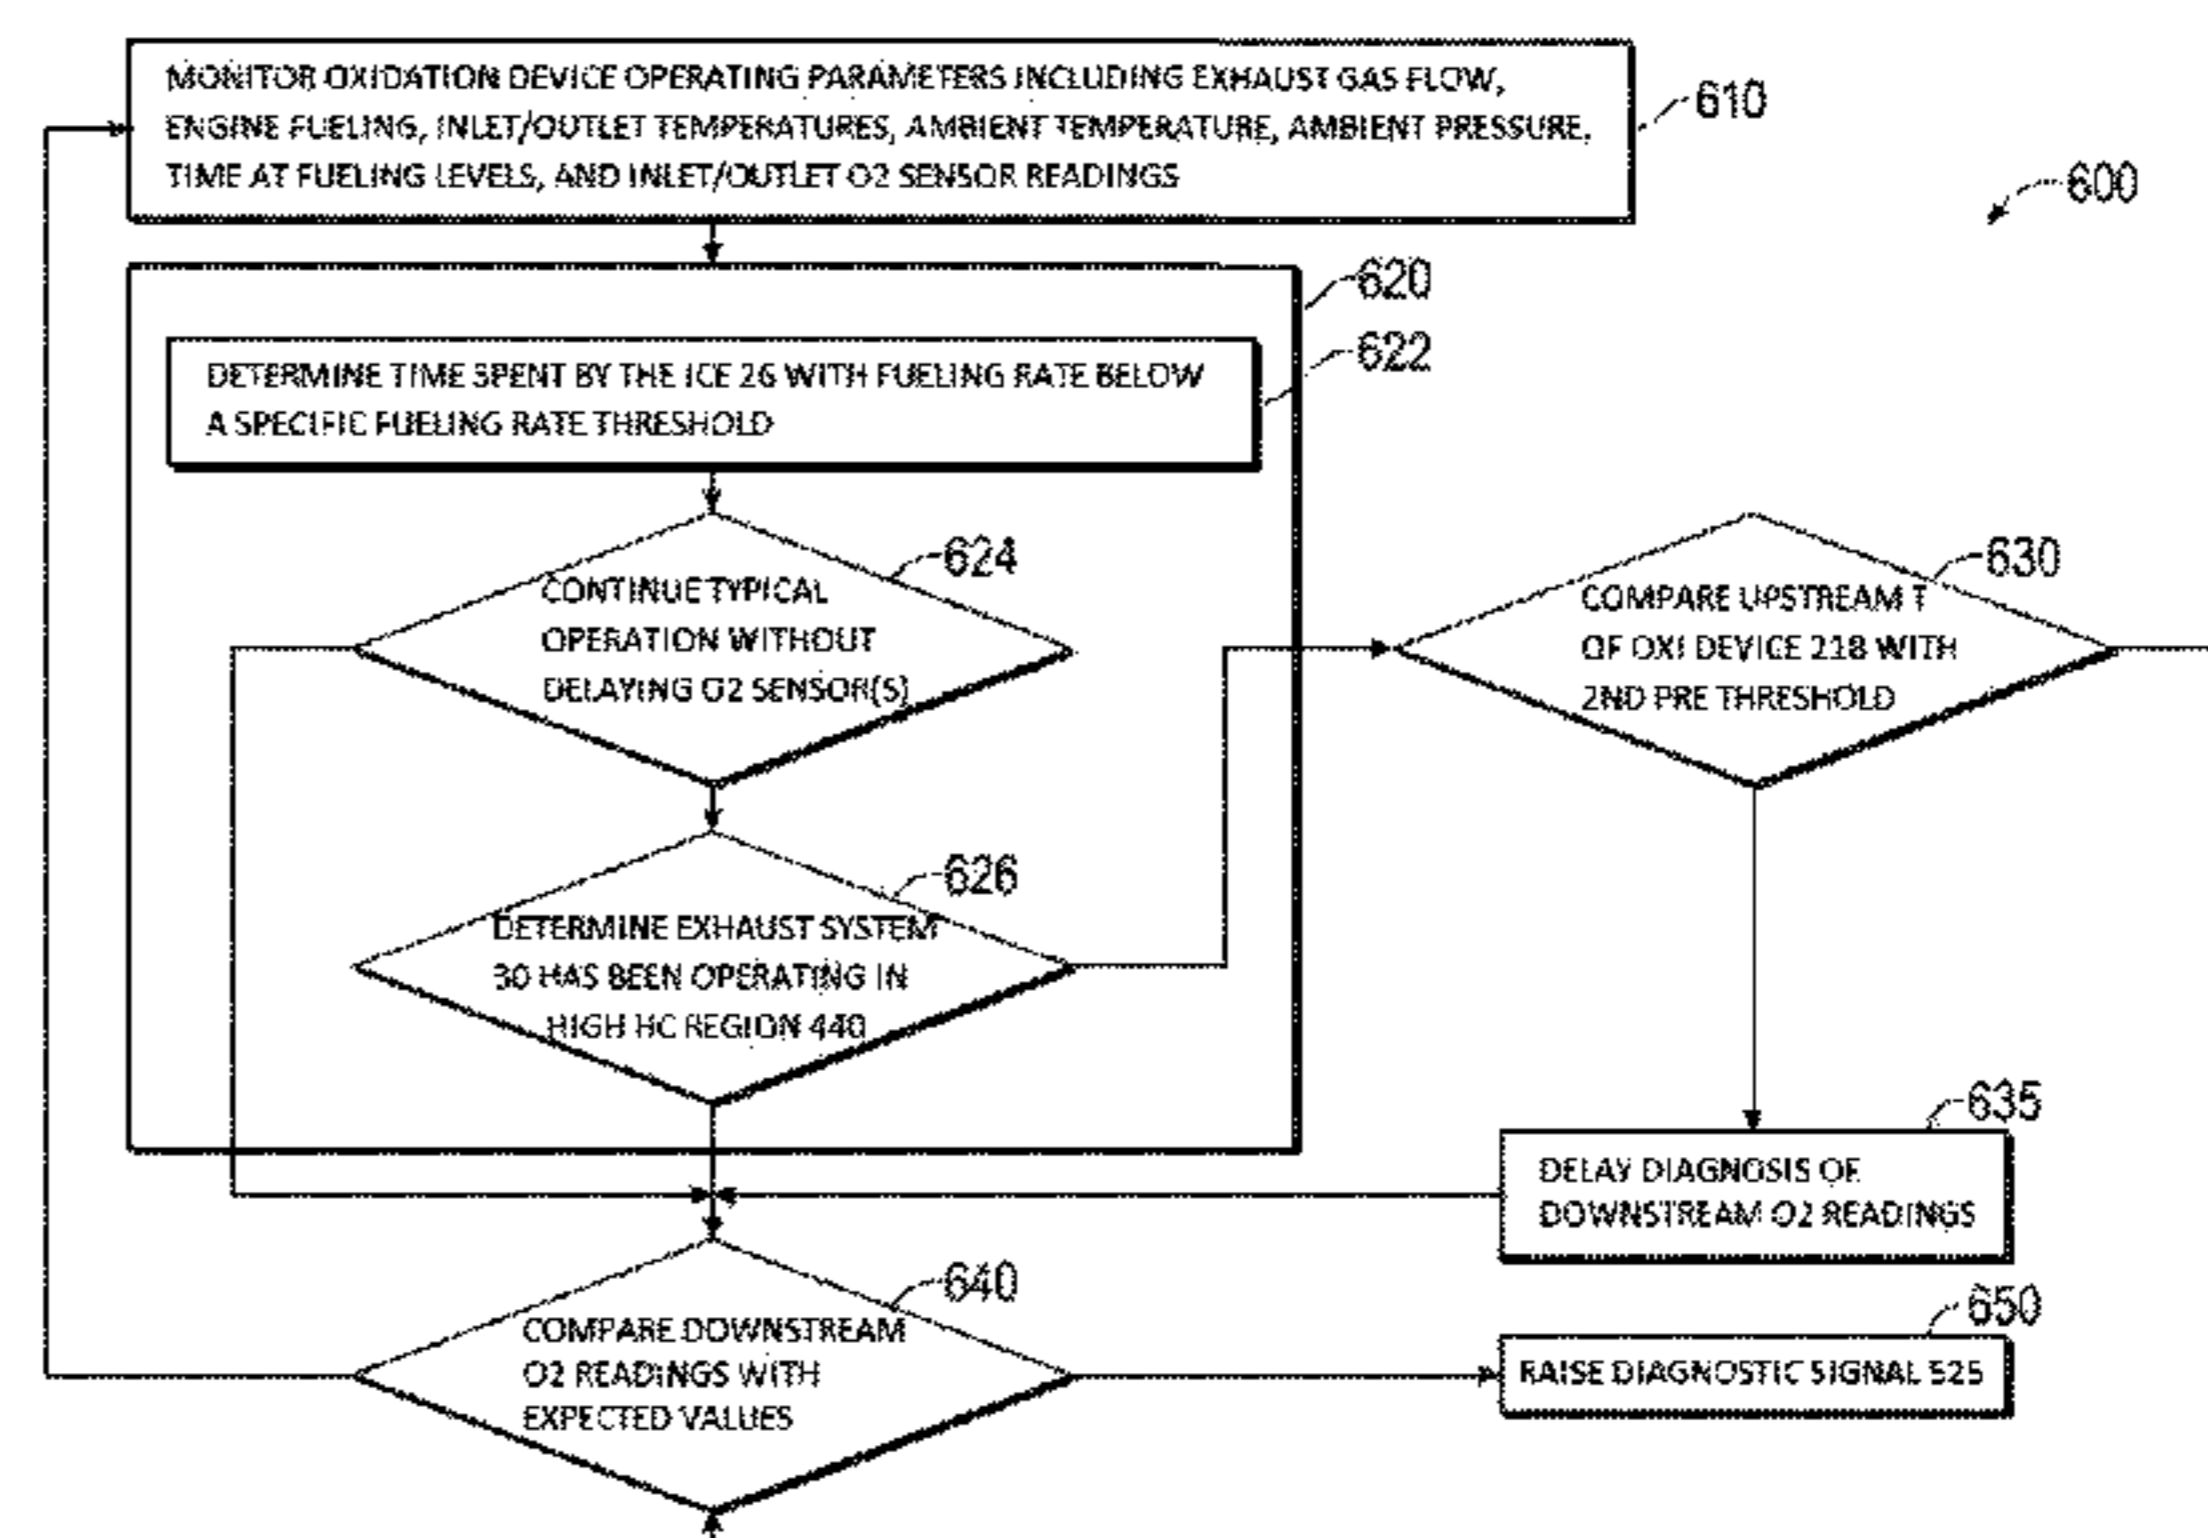 MONITOR OXIDATION DEVICE OPERATING PARAMETERS INCLUDING EXHAUST GAS FLOW,
ENGINE FUELING, INLET/OUTLET TEMPERATURES, AMBIENT TEMPERATURE, AMBIENT PRESSURE,
TIME AT FUELING LEVELS, AND INLET/OUTLET O2 SENSOR READINGS
610
600
620
622
DETERMINE TIME SPENT BY THE ICE 26 WITH FUELING RATE BELOW
A SPECIFIC FUELING RATE THRESHOLD
624
CONTINUE TYPICAL
OPERATION WITHOUT
DELAYING O2 SENSOR(S)
630
COMPARE UPSTREAM T
OF OXI DEVICE 218 WITH
2ND PRE THRESHOLD
626
DETERMINE EXHAUST SYSTEM
30 HAS BEEN OPERATING IN
HIGH HC REGION 440
635
DELAY DIAGNOSIS OF
DOWNSTREAM O2 READINGS
640
COMPARE DOWNSTREAM
O2 READINGS WITH
EXPECTED VALUES
650
RAISE DIAGNOSTIC SIGNAL 525